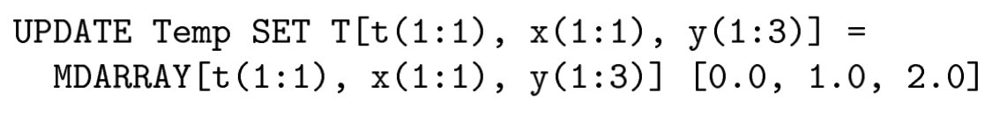 UPDATE Temp SET T[t(1:1), x(1:1), y(1:3)] =
MDARRAY[t(1:1), x(1:1), y(1:3)] [0.0, 1.0, 2.0]